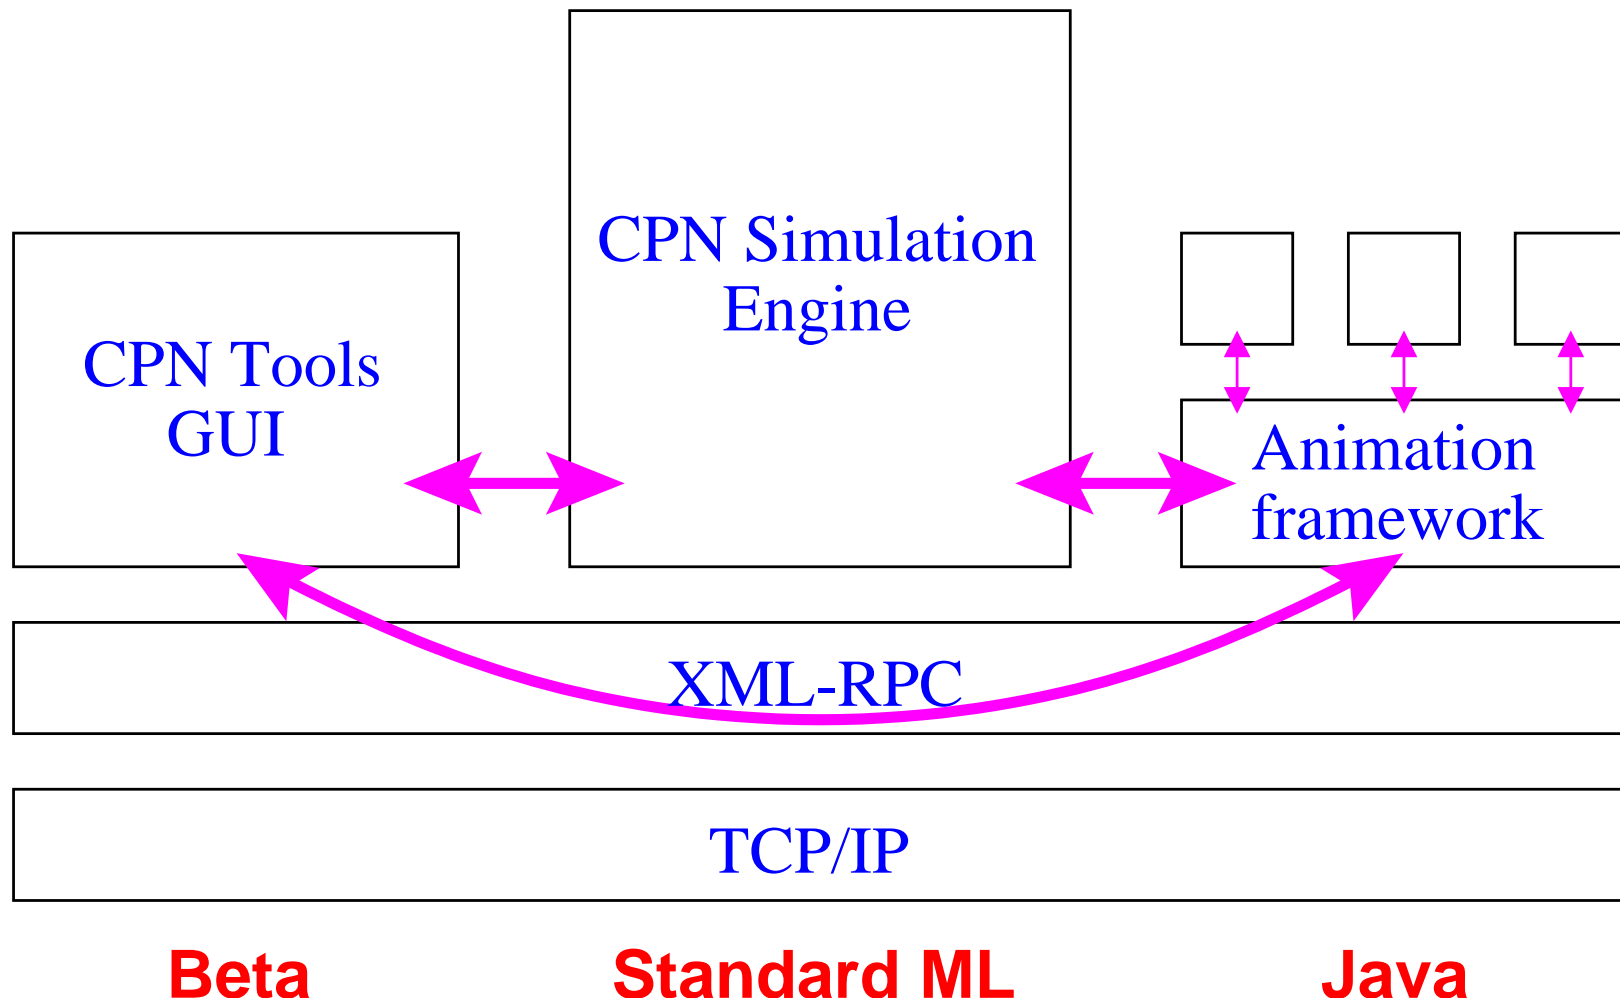 CPN Simulation
Engine
CPN Tools
GUI
Animation
framework
XML-RPC
TCP/IP
Beta
Standard ML
Java